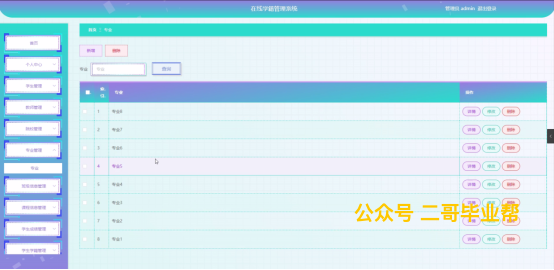 在线学籍管理系统
管理员 admin 退出登录
首页
个人中心
学生管理
教师管理
院校管理
专业管理
专业
班级信息管理
课程信息管理
学生成绩管理
学生学籍管理
首页 专业
新增 删除
专业 专业 查询
专业 操作
1 专业8 详情 修改 删除
2 专业7 详情 修改 删除
3 专业6 详情 修改 删除
4 专业5 详情 修改 删除
5 专业4 详情 修改 删除
6 专业3 详情 修改 删除
7 专业2 详情 修改 删除
8 专业1 详情 修改 删除
公众号 二哥毕业帮